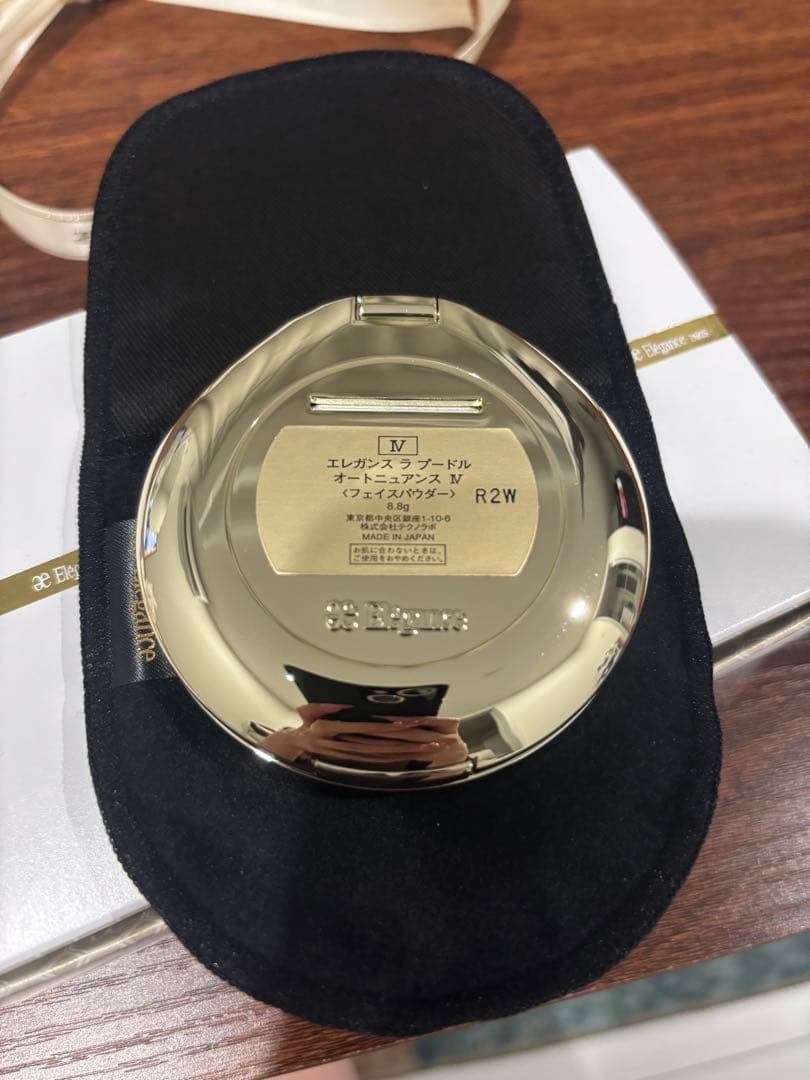 IV
エレガンス ラ プードル
オートニュアンス IV
〈フェイスパウダー〉
8.8g
R2W
東京都中央区銀座1-10-6
株式会社テクノラボ
MADE IN JAPAN
お肌に合わないときは、
ご使用をおやめください。
æ Elégance
æ Elégance PARIS
æ Elég
gance